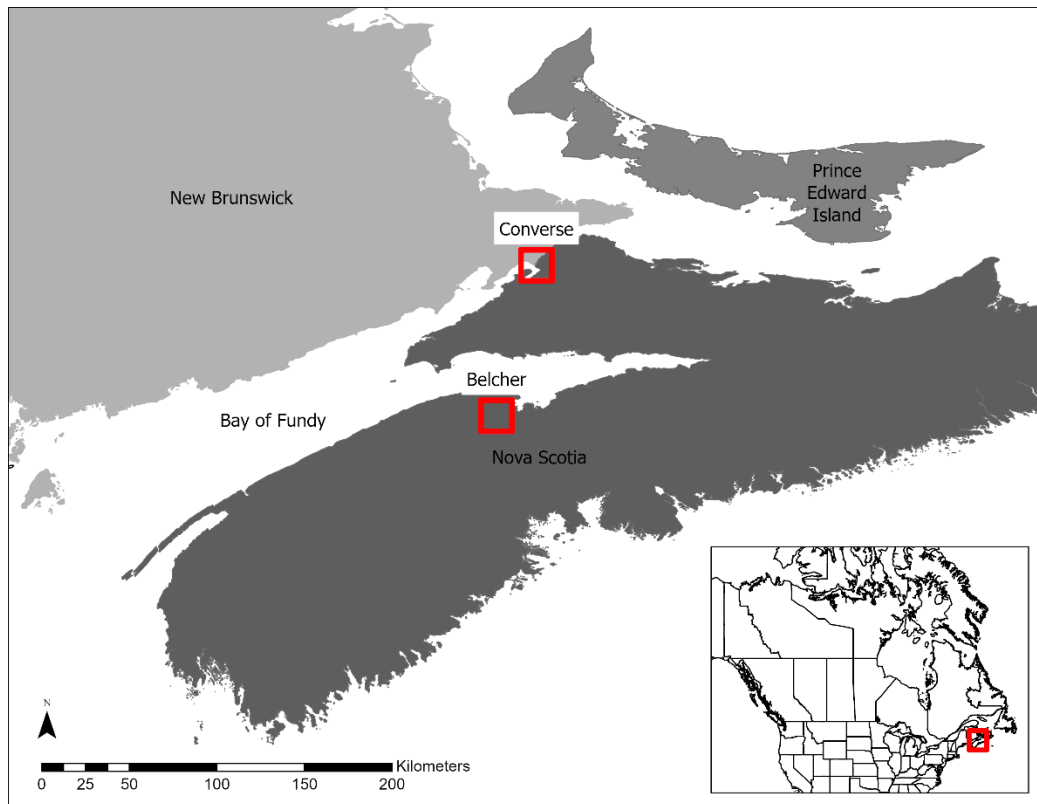 New Brunswick
Prince
Edward
Island
Converse
Belcher
Bay of Fundy
Nova Scotia
N
Kilometers
0 25 50 100 150 200